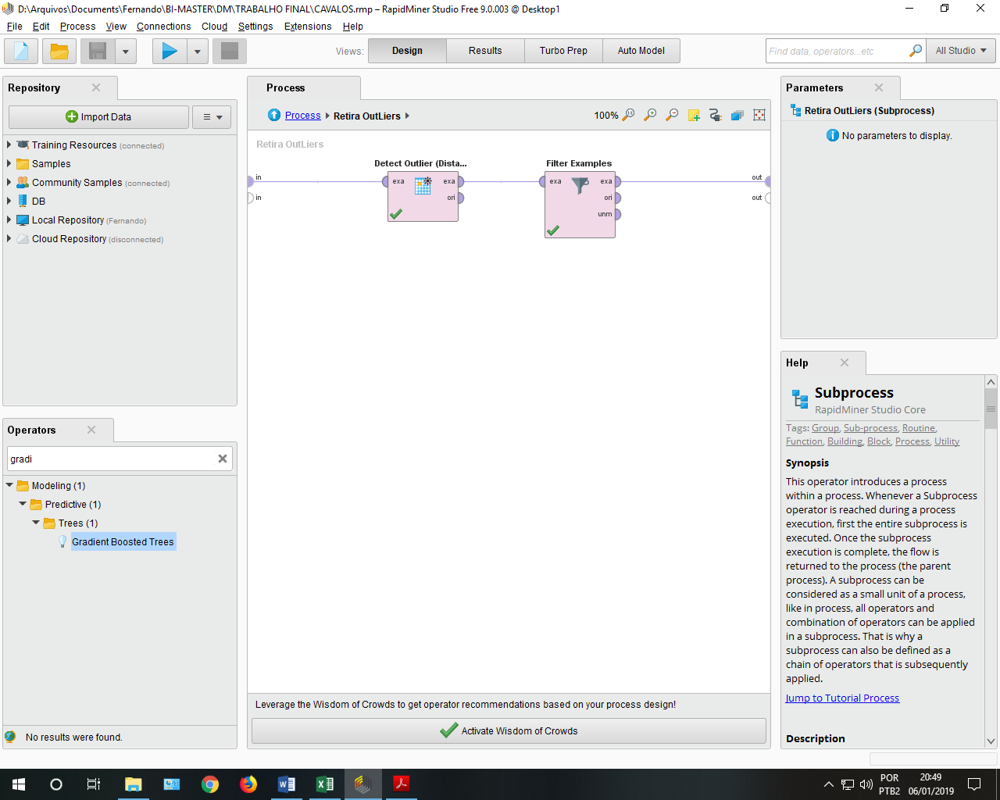 D:\Arquivos\Documents\Fernando\BI-MASTER\DM\TRABALHO FINAL\CAVALOS.rmp – RapidMiner Studio Free 9.0.003 @ Desktop1
File Edit Process View Connections Cloud Settings Extensions Help
Views: Design Results Turbo Prep Auto Model
Find data, operators...etc
All Studio
Repository
Import Data
Training Resources (connected)
Samples
Community Samples (connected)
DB
Local Repository (Fernando)
Cloud Repository (disconnected)
Operators
gradi
Modeling (1)
Predictive (1)
Trees (1)
Gradient Boosted Trees
No results were found.
Process
Process Retira OutLiers
100%
Retira OutLiers
Detect Outlier (Dista...
Filter Examples
in
in
exa exa
ori
exa exa
ori
unm
out
out
Leverage the Wisdom of Crowds to get operator recommendations based on your process design!
Activate Wisdom of Crowds
Parameters
Retira OutLiers (Subprocess)
No parameters to display.
Help
Subprocess
RapidMiner Studio Core
Tags: Group, Sub-process, Routine,
Function, Building, Block, Process, Utility
Synopsis
This operator introduces a process
within a process. Whenever a Subprocess
operator is reached during a process
execution, first the entire subprocess is
executed. Once the subprocess
execution is complete, the flow is
returned to the process (the parent
process). A subprocess can be
considered as a small unit of a process,
like in process, all operators and
combination of operators can be applied
in a subprocess. That is why a
subprocess can also be defined as a
chain of operators that is subsequently
applied.
Jump to Tutorial Process
Description
POR
PTB2
20:49
06/01/2019